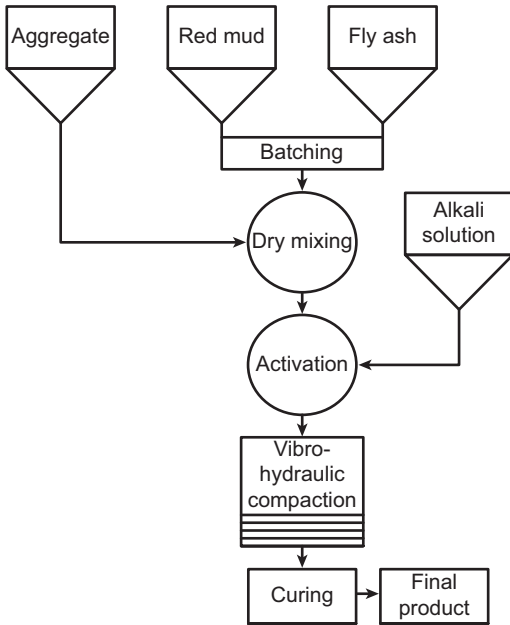 Aggregate
Red mud
Fly ash
Batching
Dry mixing
Alkali
solution
Activation
Vibro-
hydraulic
compaction
Curing
Final
product